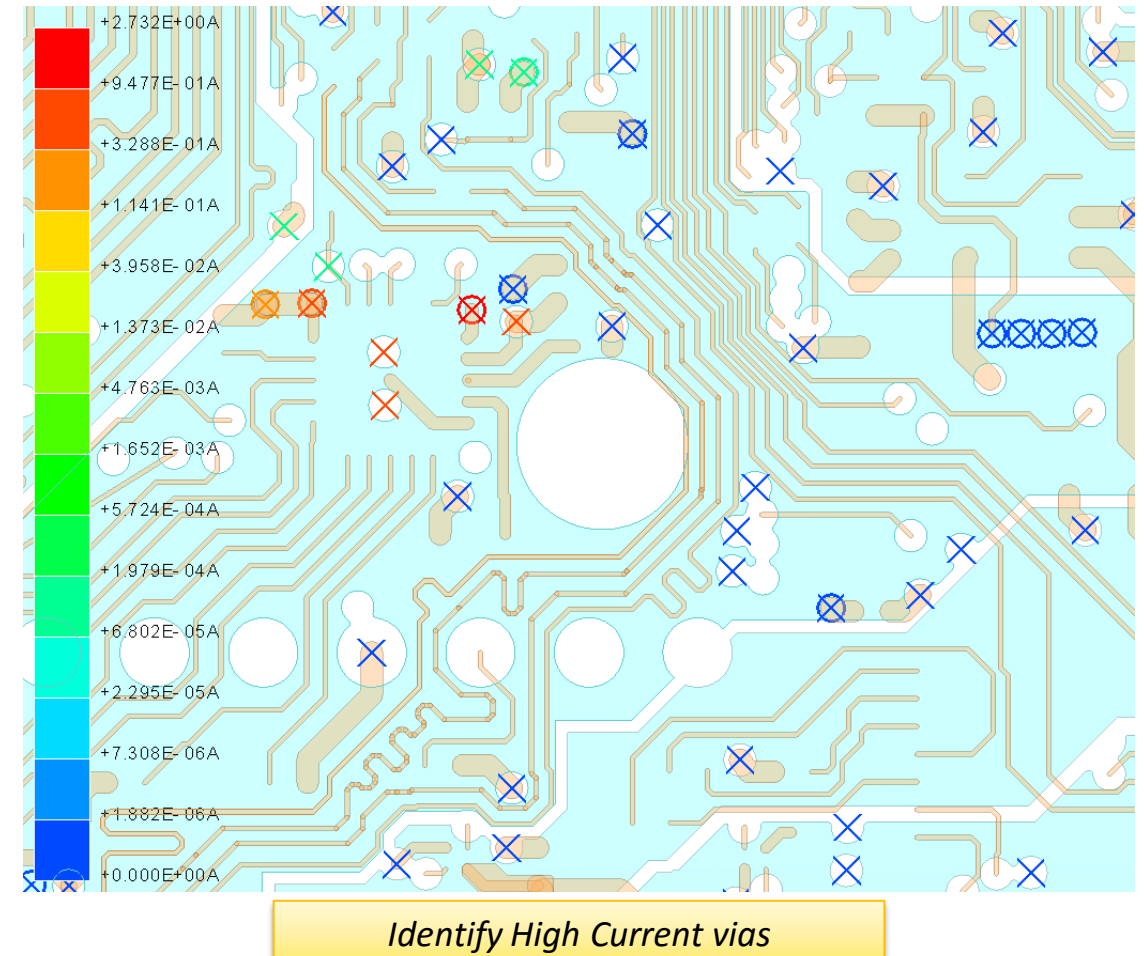 +2.732E+00A
+9.477E- 01A
+3.288E- 01A
+1.141E- 01A
+3.958E- 02A
+1.373E- 02A
+4.763E- 03A
+1.652E- 03A
+5.724E- 04A
+1.979E- 04A
+6.802E- 05A
+2.295E- 05A
+7.308E- 06A
+1.882E- 06A
+0.000E+00A
Identify High Current vias